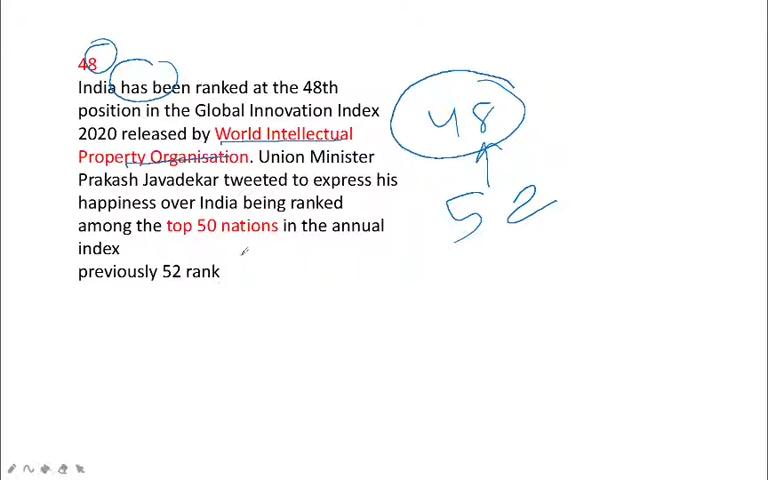 48
India has been ranked at the 48th
position in the Global Innovation Index
2020 released by World Intellectual
Property Organisation. Union Minister
Prakash Javadekar tweeted to express his
happiness over India being ranked
among the top 50 nations in the annual
index
previously 52 rank
48
52